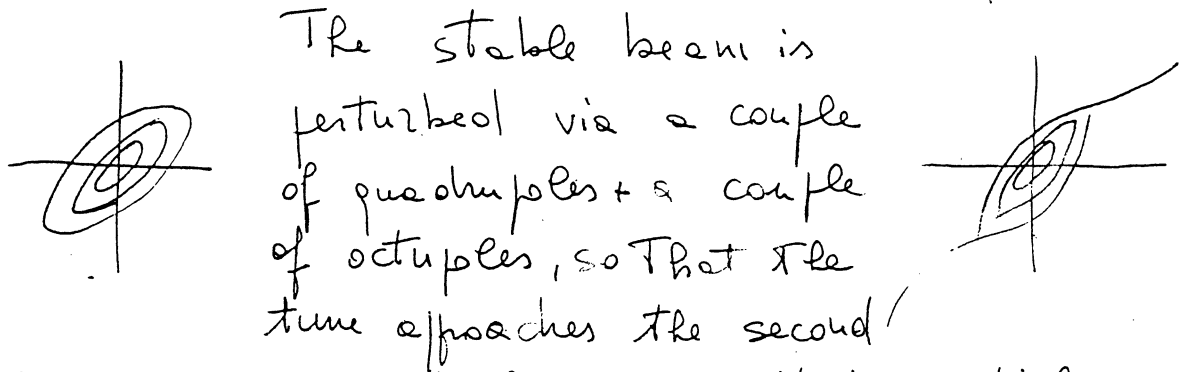 The stable beam is
perturbed via a couple
of quadrupoles + a couple
of octupoles, so That the
tune approaches the second